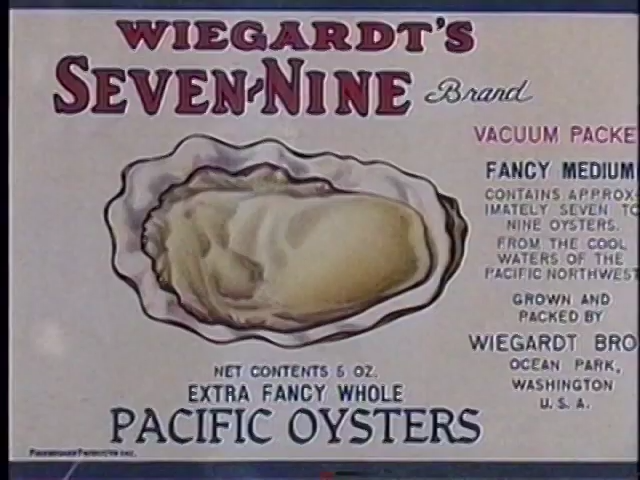 WIEGARDT'S
SEVEN-NINE Brand
VACUUM PACKE
FANCY MEDIUM
CONTAINS APPROX-
IMATELY SEVEN TO
NINE OYSTERS.
FROM THE COOL
WATERS OF THE
PACIFIC NORTHWEST
GROWN AND
PACKED BY
WIEGARDT BRO
OCEAN PARK,
WASHINGTON
U. S. A.
NET CONTENTS 5 OZ.
EXTRA FANCY WHOLE
PACIFIC OYSTERS